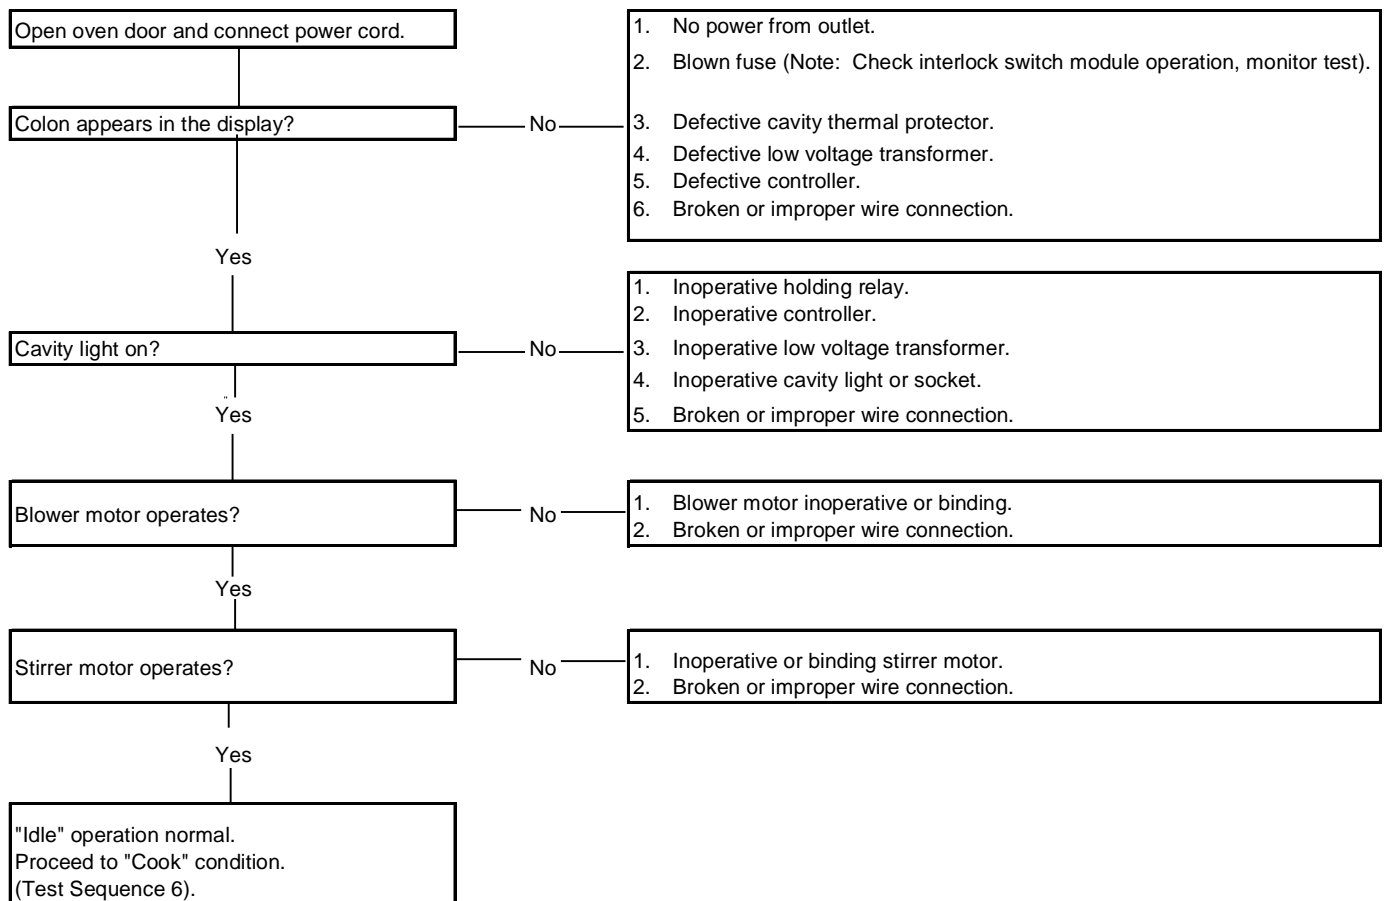 Open oven door and connect power cord.
1. No power from outlet.
2. Blown fuse (Note: Check interlock switch module operation, monitor test).
Colon appears in the display?
No
3. Defective cavity thermal protector.
4. Defective low voltage transformer.
5. Defective controller.
6. Broken or improper wire connection.
Yes
Cavity light on?
No
1. Inoperative holding relay.
2. Inoperative controller.
3. Inoperative low voltage transformer.
4. Inoperative cavity light or socket.
5. Broken or improper wire connection.
Yes
Blower motor operates?
No
1. Blower motor inoperative or binding.
2. Broken or improper wire connection.
Yes
Stirrer motor operates?
No
1. Inoperative or binding stirrer motor.
2. Broken or improper wire connection.
Yes
"Idle" operation normal.
Proceed to "Cook" condition.
(Test Sequence 6).